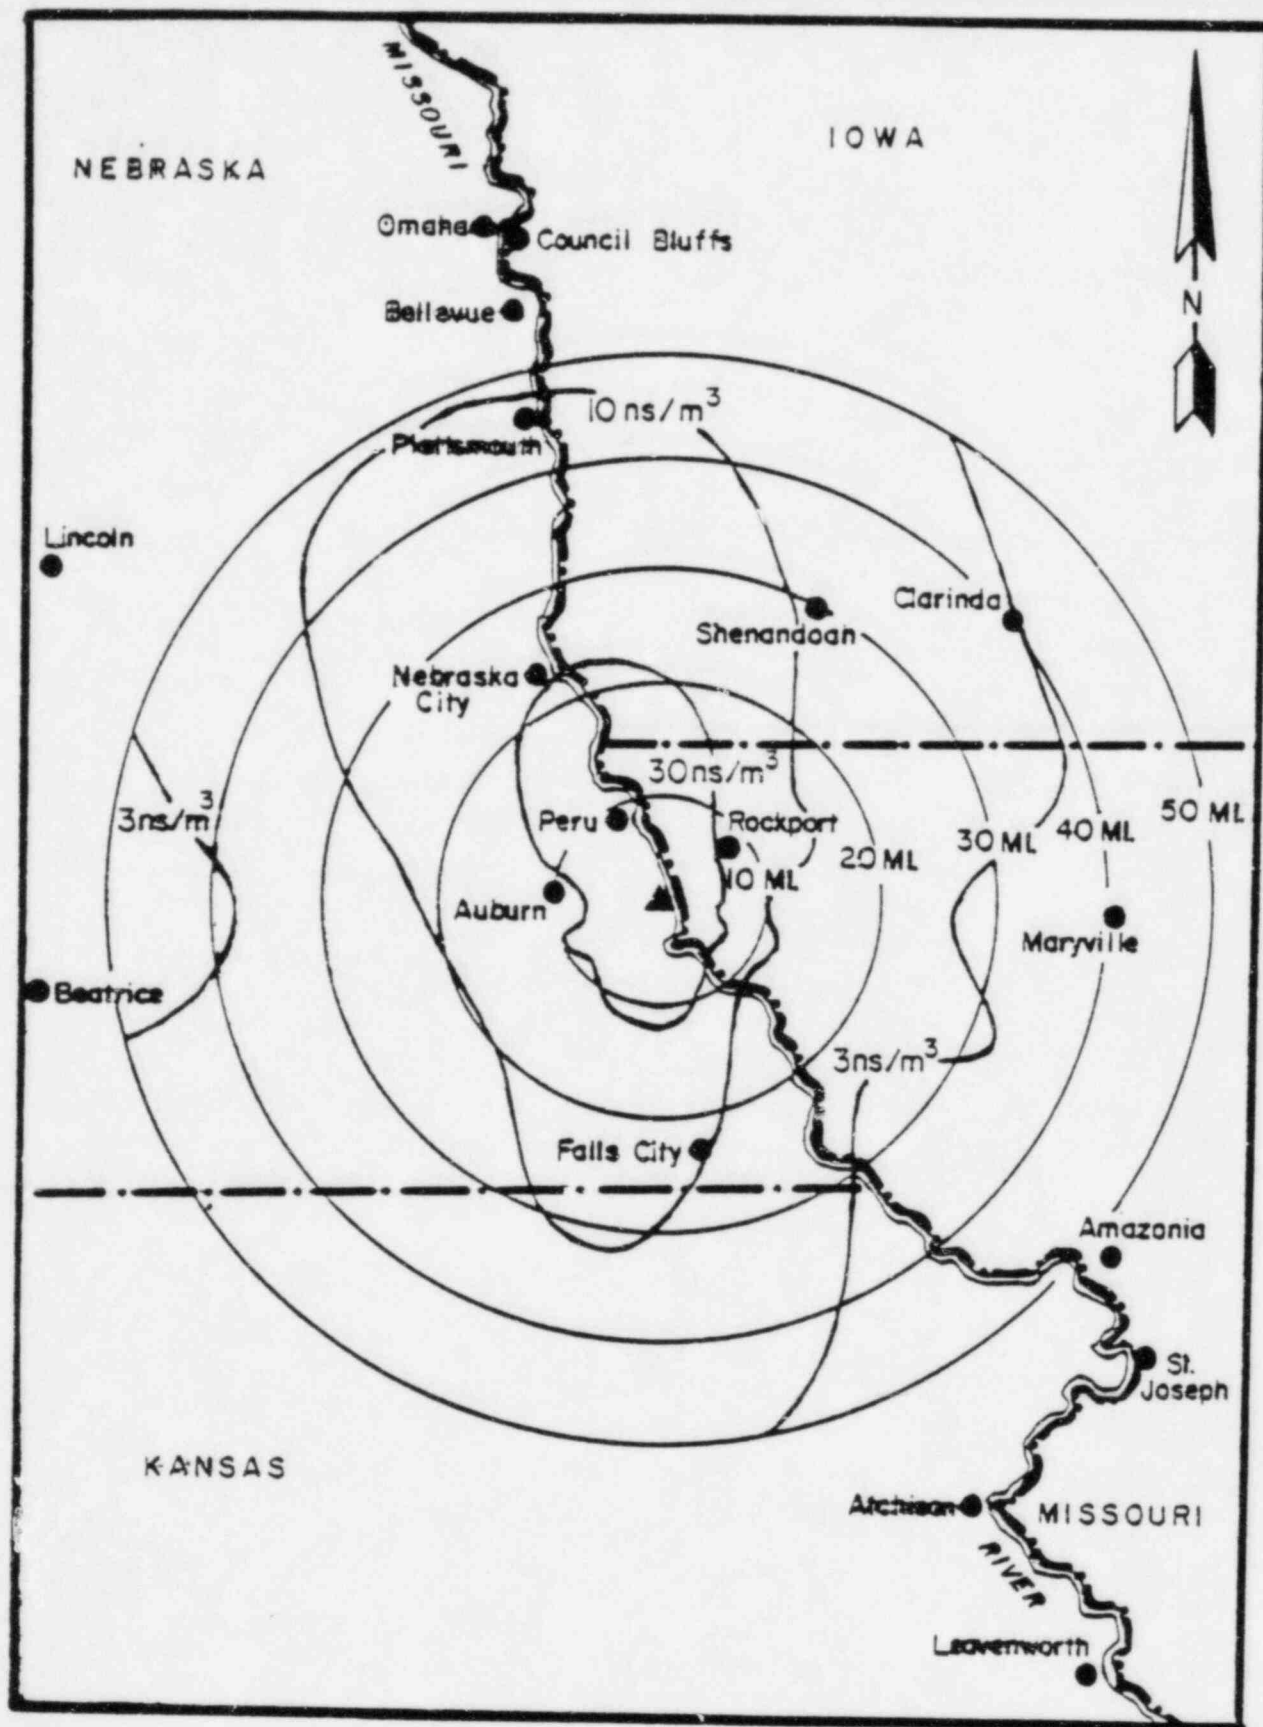 MISSOURI
IOWA
NEBRASKA
Omaha
Council Bluffs
N
Bellevue
10 ns/m³
Plattsmouth
Lincoln
Clarinda
Shenandoah
Nebraska
City
30 ns/m³
3 ns/m³
Peru
Rockport
50 ML
40 ML
30 ML
20 ML
10 ML
Auburn
Maryville
Beatrice
3 ns/m³
Falls City
Amazonia
St.
Joseph
KANSAS
Atchison
MISSOURI
RIVER
Leavenworth